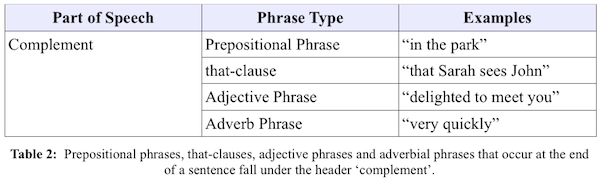 Part of Speech Phrase Type Examples
Complement Prepositional Phrase “in the park”
that-clause “that Sarah sees John”
Adjective Phrase “delighted to meet you”
Adverb Phrase “very quickly”
Table 2: Prepositional phrases, that-clauses, adjective phrases and adverbial phrases that occur at the end
of a sentence fall under the header ‘complement’.